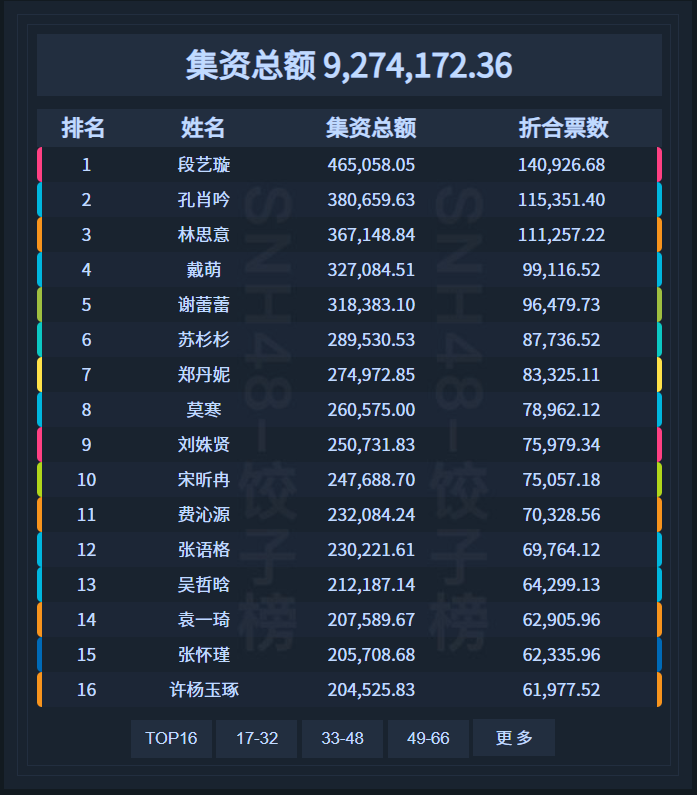 集资总额 9,274,172.36
排名 姓名 集资总额 折合票数
1 段艺璇 465,058.05 140,926.68
2 孔肖吟 380,659.63 115,351.40
3 林思意 367,148.84 111,257.22
4 戴萌 327,084.51 99,116.52
5 谢蕾蕾 318,383.10 96,479.73
6 苏杉杉 289,530.53 87,736.52
7 郑丹妮 274,972.85 83,325.11
8 莫寒 260,575.00 78,962.12
9 刘姝贤 250,731.83 75,979.34
10 宋昕冉 247,688.70 75,057.18
11 费沁源 232,084.24 70,328.56
12 张语格 230,221.61 69,764.12
13 吴哲晗 212,187.14 64,299.13
14 袁一琦 207,589.67 62,905.96
15 张怀瑾 205,708.68 62,335.96
16 许杨玉琢 204,525.83 61,977.52
SNH48-饺子榜
SNH48-饺子榜
TOP16 17-32 33-48 49-66 更多